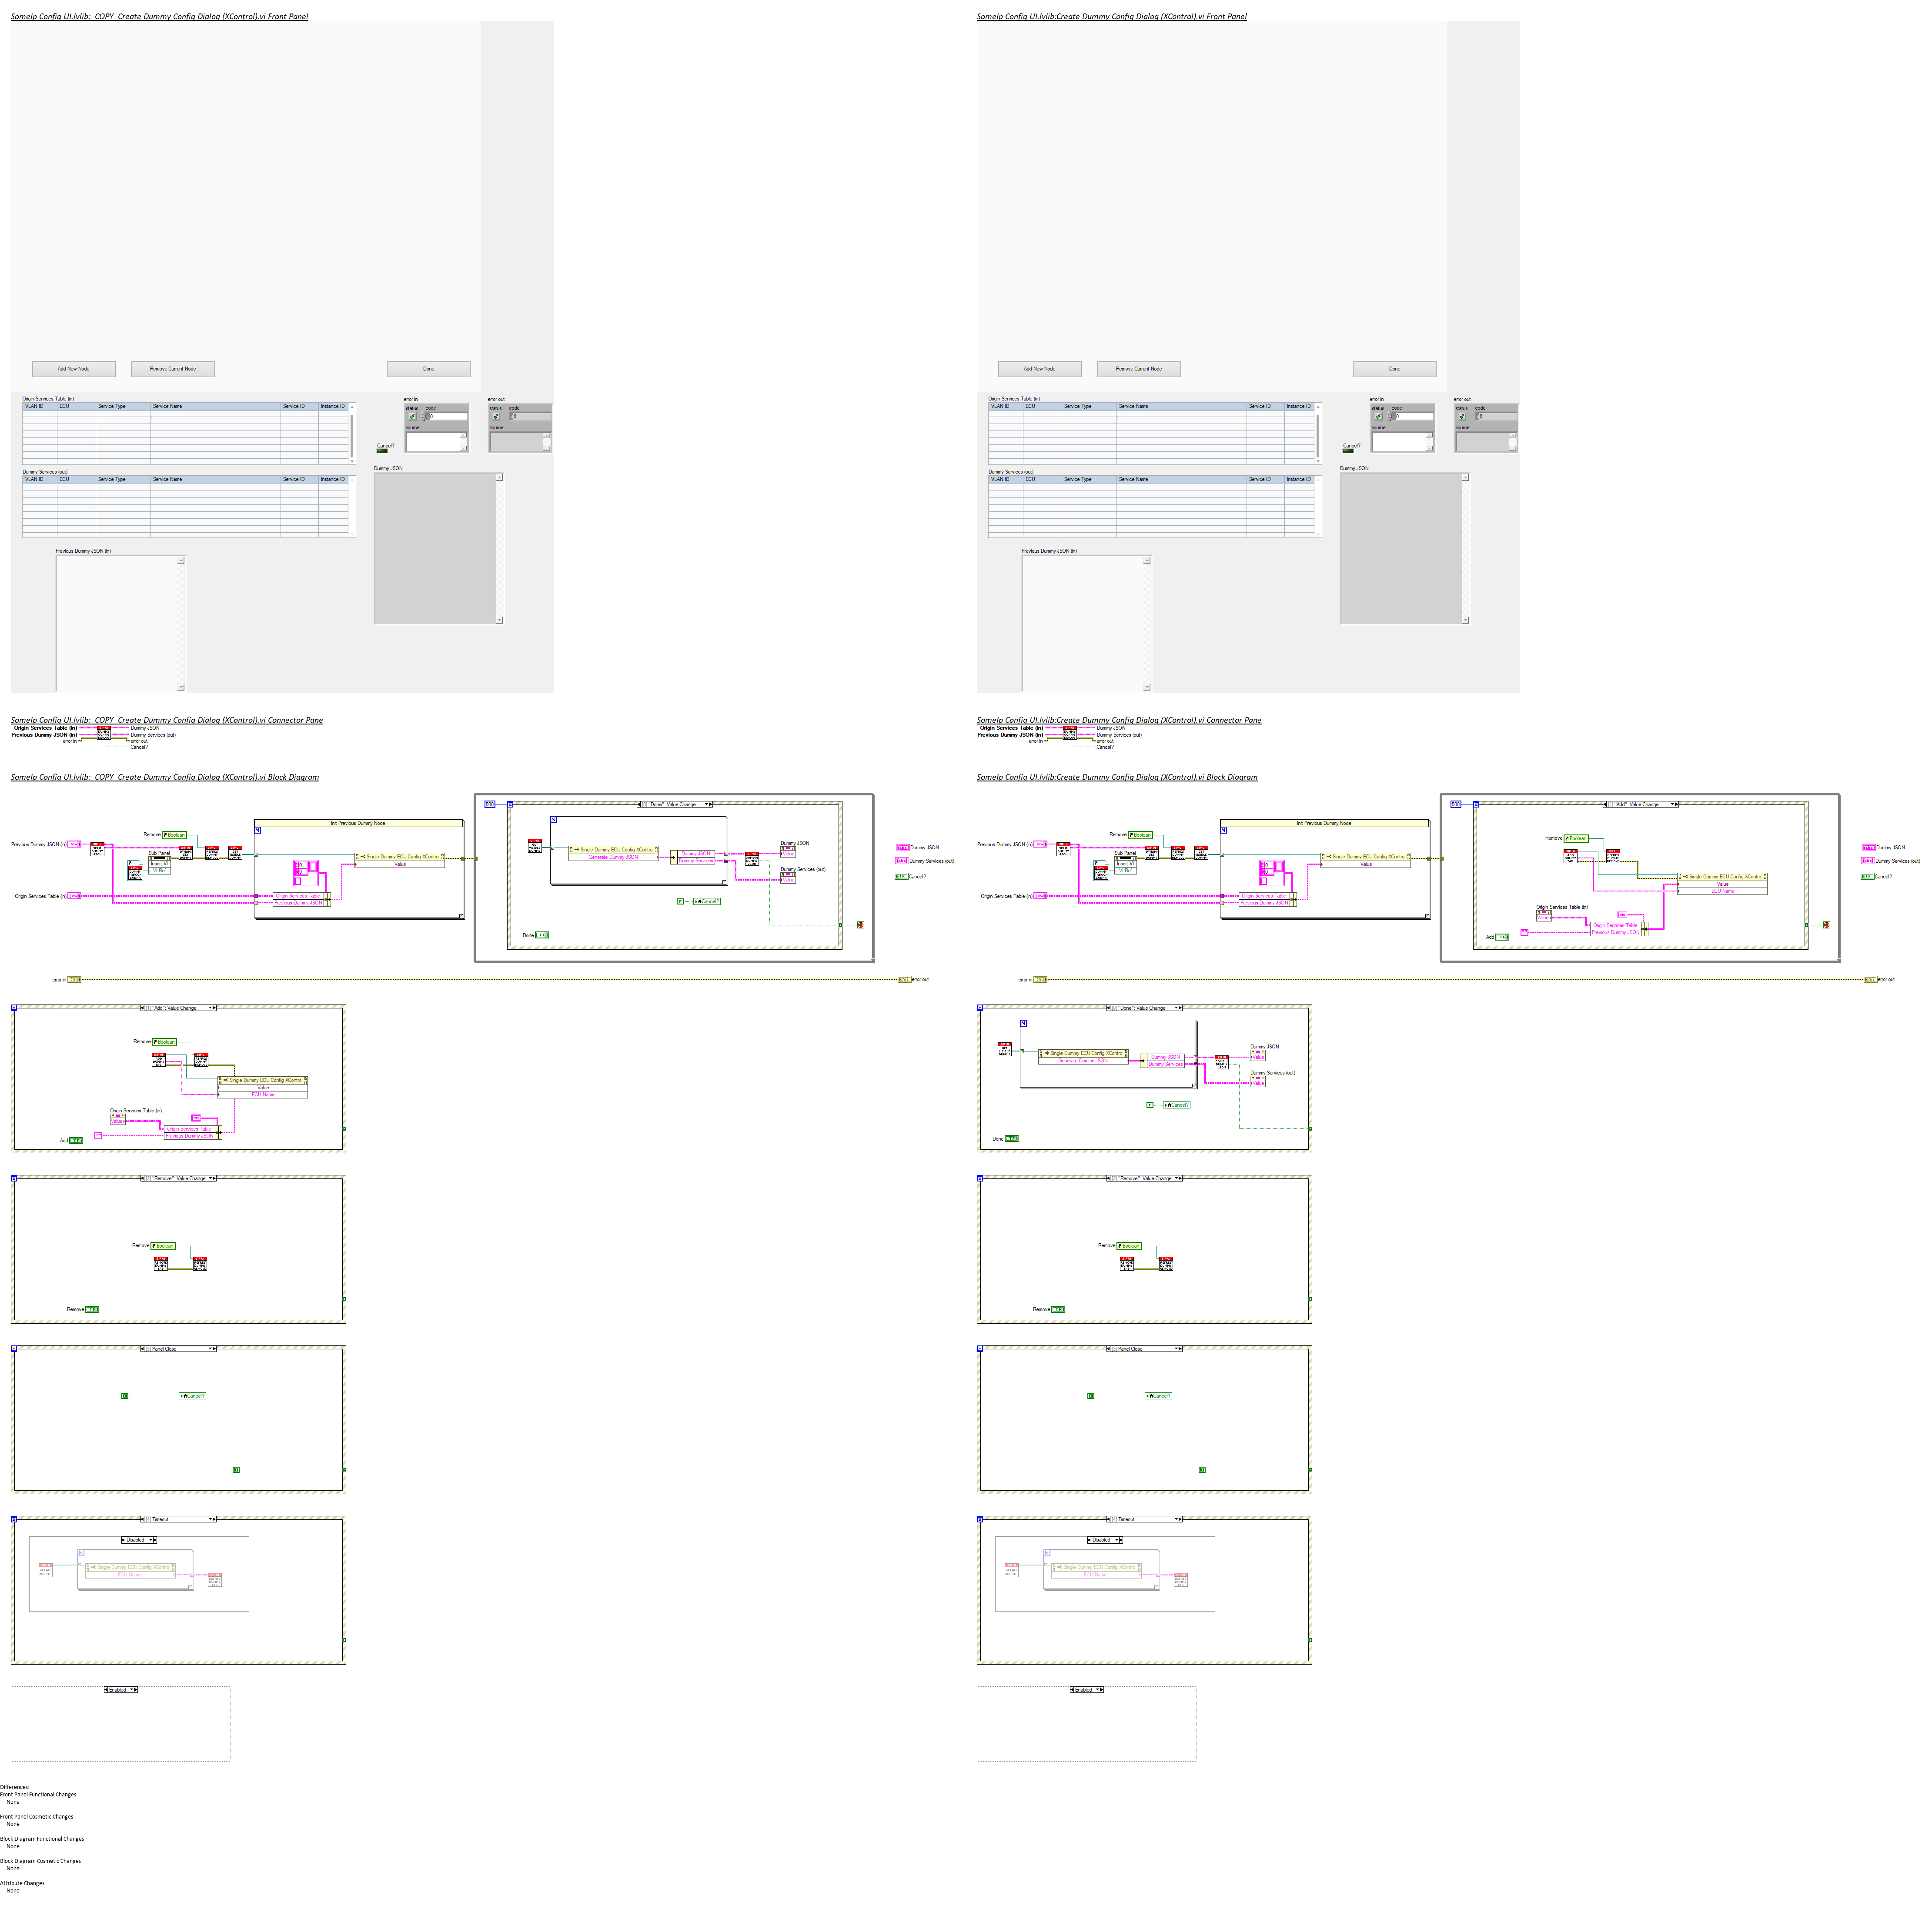 SomeIp Config UI.lvlib:_COPY_Create Dummy Config Dialog (XControl).vi Front Panel
Add New Node
Remove Current Node
Done
Origin Services Table (in)
VLAN ID ECU Service Type Service Name Service ID Instance ID
error in
status code
0
source
error out
status code
0
source
Cancel?
Dummy Services (out)
VLAN ID ECU Service Type Service Name Service ID Instance ID
Dummy JSON
Previous Dummy JSON (in)
SomeIp Config UI.lvlib:_COPY_Create Dummy Config Dialog (XControl).vi Connector Pane
Origin Services Table (in)
Previous Dummy JSON (in)
error in
Dummy JSON
Dummy Services (out)
error out
Cancel?
SomeIp Config UI.lvlib:_COPY_Create Dummy Config Dialog (XControl).vi Block Diagram
Previous Dummy JSON (in)
Remove
Boolean
Sub Panel
Insert VI
VI Ref
Origin Services Table (in)
Init Previous Dummy Node
N
Single Dummy ECU Config XContro
Value
Origin Services Table
Previous Dummy JSON
500
[0] "Done": Value Change
N
Single Dummy ECU Config XContro
Generate Dummy JSON
Dummy JSON
Dummy Services
Dummy JSON
Value
Dummy Services (out)
Value
F
Cancel?
Done
Dummy JSON
Dummy Services (out)
Cancel?
error in
error out
[1] "Add": Value Change
Remove
Boolean
Single Dummy ECU Config XContro
Value
ECU Name
Origin Services Table (in)
Value
Origin Services Table
Previous Dummy JSON
Add
[2] "Remove": Value Change
Remove
Boolean
Remove
[3] Panel Close
Cancel?
[4] Timeout
Disabled
N
Single Dummy ECU Config XContro
ECU Name
Enabled
Differences:
Front Panel Functional Changes
None
Front Panel Cosmetic Changes
None
Block Diagram Functional Changes
None
Block Diagram Cosmetic Changes
None
Attribute Changes
None
SomeIp Config UI.lvlib:Create Dummy Config Dialog (XControl).vi Front Panel
Add New Node
Remove Current Node
Done
Origin Services Table (in)
VLAN ID ECU Service Type Service Name Service ID Instance ID
error in
status code
0
source
error out
status code
0
source
Cancel?
Dummy Services (out)
VLAN ID ECU Service Type Service Name Service ID Instance ID
Dummy JSON
Previous Dummy JSON (in)
SomeIp Config UI.lvlib:Create Dummy Config Dialog (XControl).vi Connector Pane
Origin Services Table (in)
Previous Dummy JSON (in)
error in
Dummy JSON
Dummy Services (out)
error out
Cancel?
SomeIp Config UI.lvlib:Create Dummy Config Dialog (XControl).vi Block Diagram
Previous Dummy JSON (in)
Remove
Boolean
Sub Panel
Insert VI
VI Ref
Origin Services Table (in)
Init Previous Dummy Node
N
Single Dummy ECU Config XContro
Value
Origin Services Table
Previous Dummy JSON
500
[1] "Add": Value Change
Remove
Boolean
Single Dummy ECU Config XContro
Value
ECU Name
Origin Services Table (in)
Value
Origin Services Table
Previous Dummy JSON
Add
Dummy JSON
Dummy Services (out)
Cancel?
error in
error out
[0] "Done": Value Change
N
Single Dummy ECU Config XContro
Generate Dummy JSON
Dummy JSON
Dummy Services
Dummy JSON
Value
Dummy Services (out)
Value
F
Cancel?
Done
[2] "Remove": Value Change
Remove
Boolean
Remove
[3] Panel Close
Cancel?
[4] Timeout
Disabled
N
Single Dummy ECU Config XContro
ECU Name
Enabled